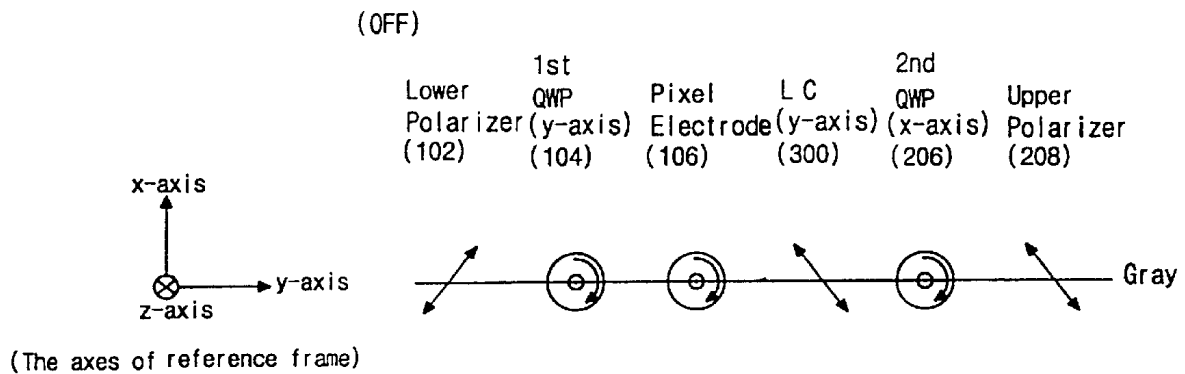 (OFF)
Lower
Polarizer
(102)
1st
QWP
(y-axis)
(104)
Pixel
Electrode
(106)
L C
(y-axis)
(300)
2nd
QWP
(x-axis)
(206)
Upper
Polarizer
(208)
x-axis
y-axis
z-axis
Gray
(The axes of reference frame)